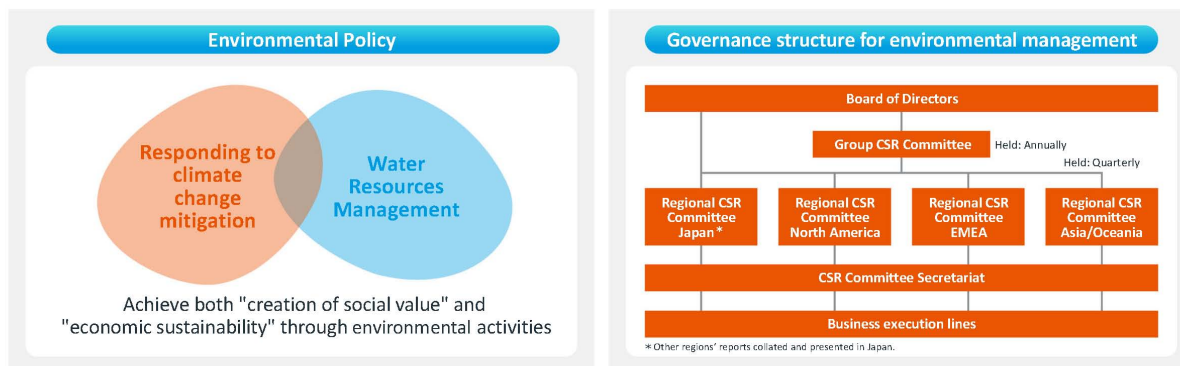 Environmental Policy
Responding to
climate
change
mitigation
Water
Resources
Management
Achieve both "creation of social value" and
"economic sustainability" through environmental activities
Governance structure for environmental management
Board of Directors
Group CSR Committee
Held: Annually
Held: Quarterly
Regional CSR
Committee
Japan*
Regional CSR
Committee
North America
Regional CSR
Committee
EMEA
Regional CSR
Committee
Asia/Oceania
CSR Committee Secretariat
Business execution lines
* Other regions' reports collated and presented in Japan.